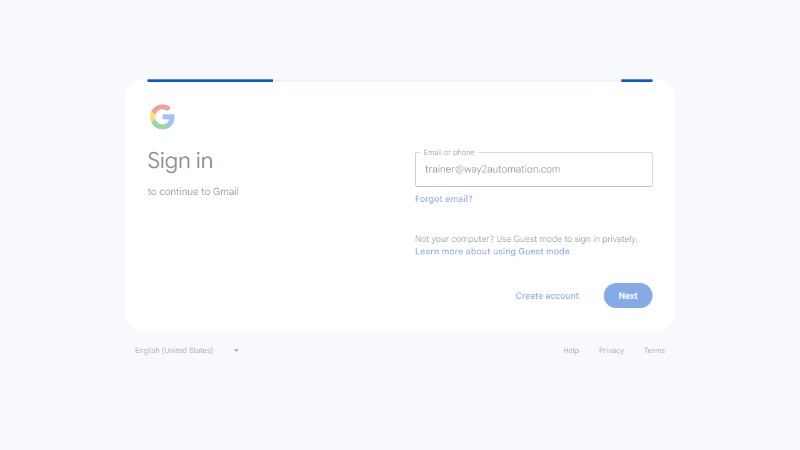 Sign in
to continue to Gmail
Email or phone
trainer@way2automation.com
Forgot email?
Not your computer? Use Guest mode to sign in privately.
Learn more about using Guest mode
Create account
Next
English (United States)
Help
Privacy
Terms